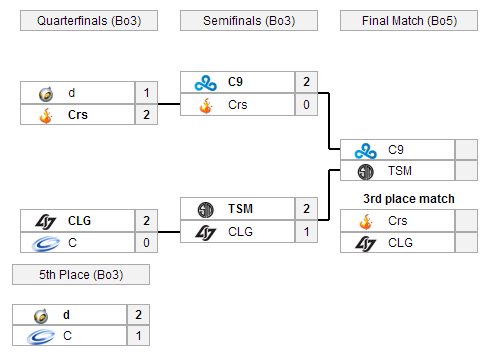 Quarterfinals (Bo3) Semifinals (Bo3) Final Match (Bo5)
d 1
Crs 2
C9 2
Crs 0
C9
TSM
3rd place match
Crs
CLG
CLG 2
C 0
TSM 2
CLG 1
5th Place (Bo3)
d 2
C 1